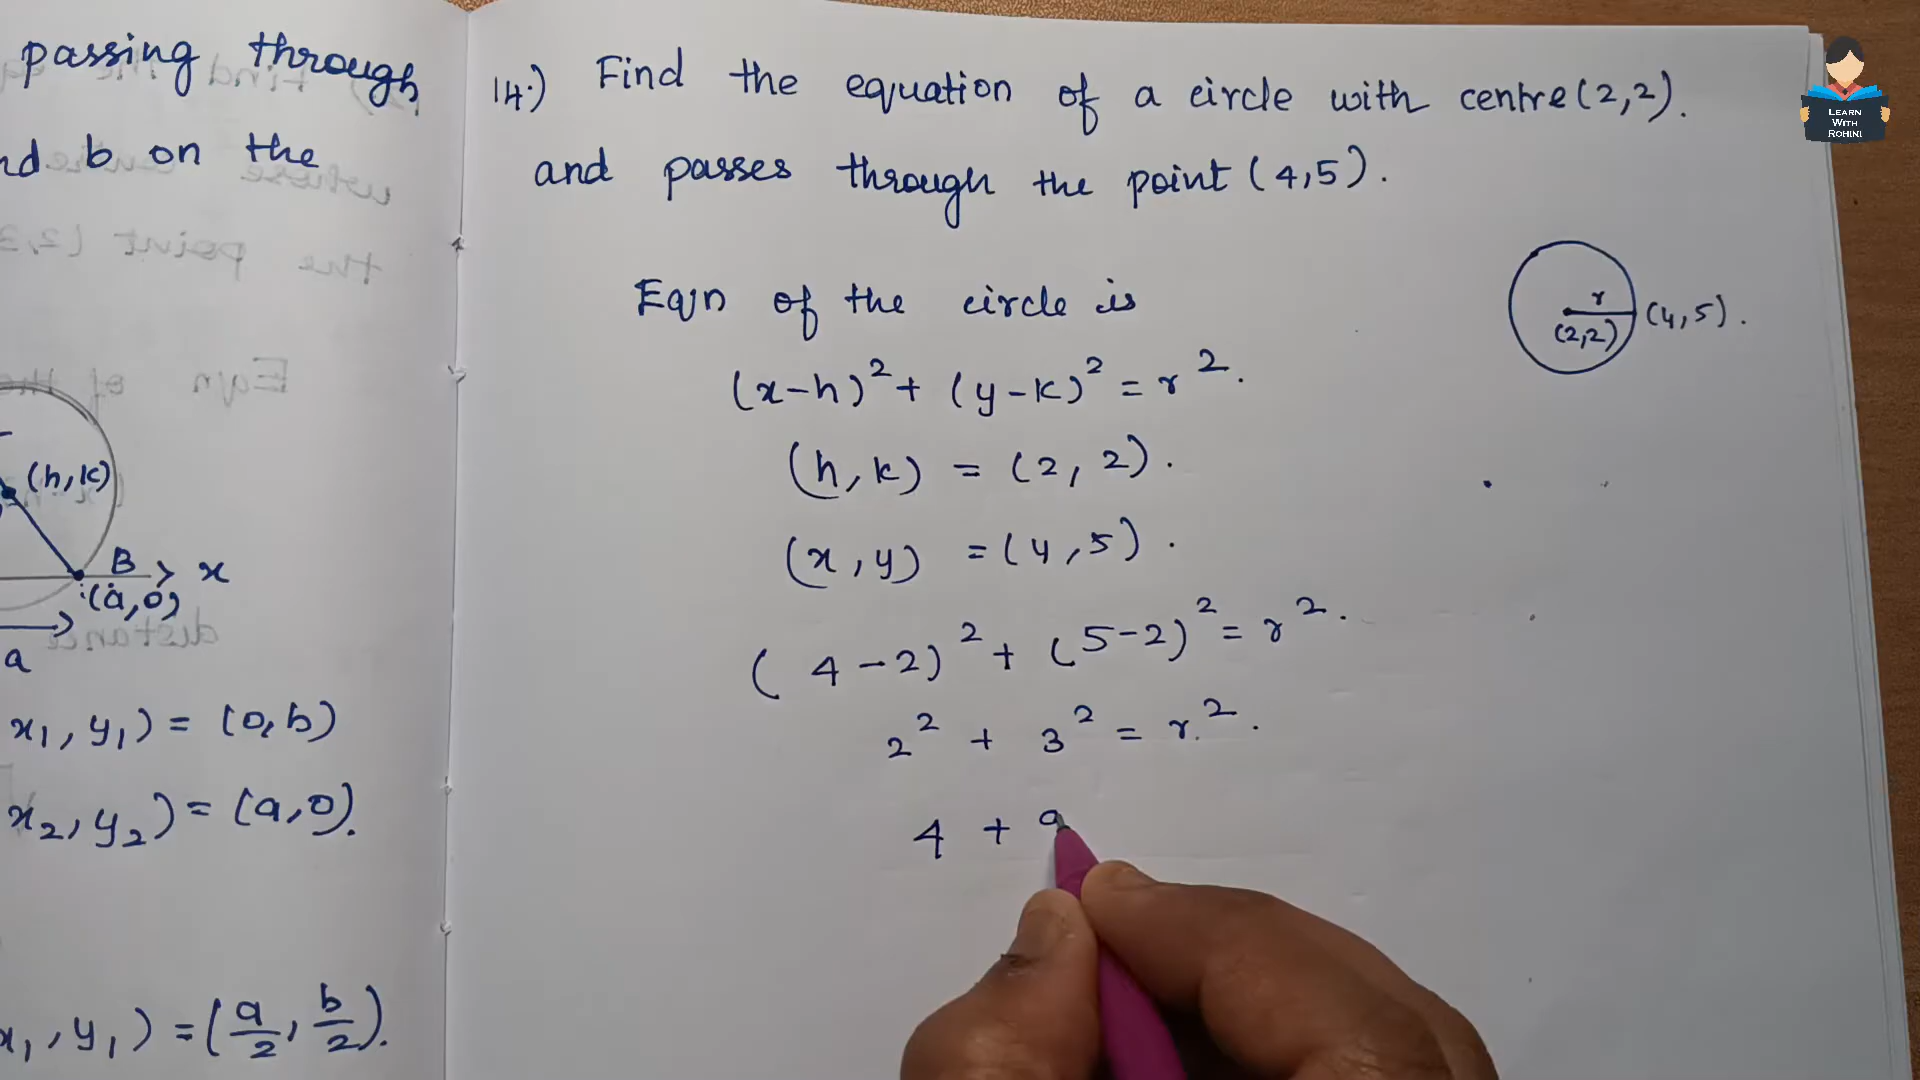 passing through
nd b on the
(h,k)
B
x
(a,0)
a
x1, y1) = (0,b)
x2, y2) = (a,0).
x1, y1) = (a/2, b/2).
14.) Find the equation of a circle with centre (2,2).
and passes through the point (4,5).
Eqn of the circle is
(x-h)² + (y-k)² = r².
(h,k) = (2,2).
(x,y) = (4,5).
(4-2)² + (5-2)² = r².
2² + 3² = r².
4 + 9
r
(2,2)
(4,5).
LEARN
WITH
ROHINI